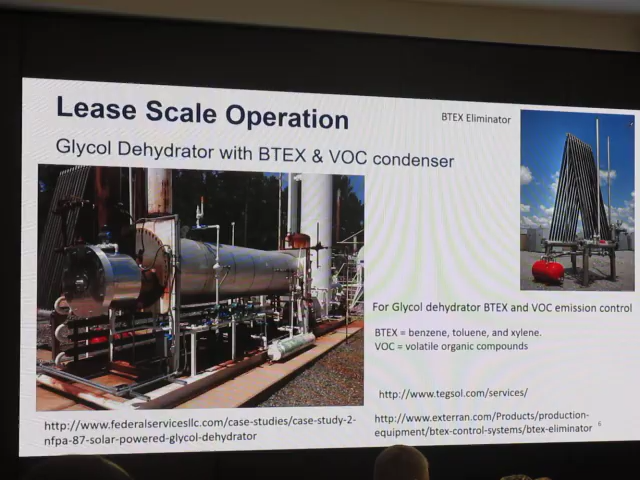 Lease Scale Operation
BTEX Eliminator
Glycol Dehydrator with BTEX & VOC condenser
For Glycol dehydrator BTEX and VOC emission control
BTEX = benzene, toluene, and xylene.
VOC = volatile organic compounds
http://www.tegsol.com/services/
http://www.federalservicesllc.com/case-studies/case-study-2-
nfpa-87-solar-powered-glycol-dehydrator
http://www.exterran.com/Products/production-
equipment/btex-control-systems/btex-eliminator
6